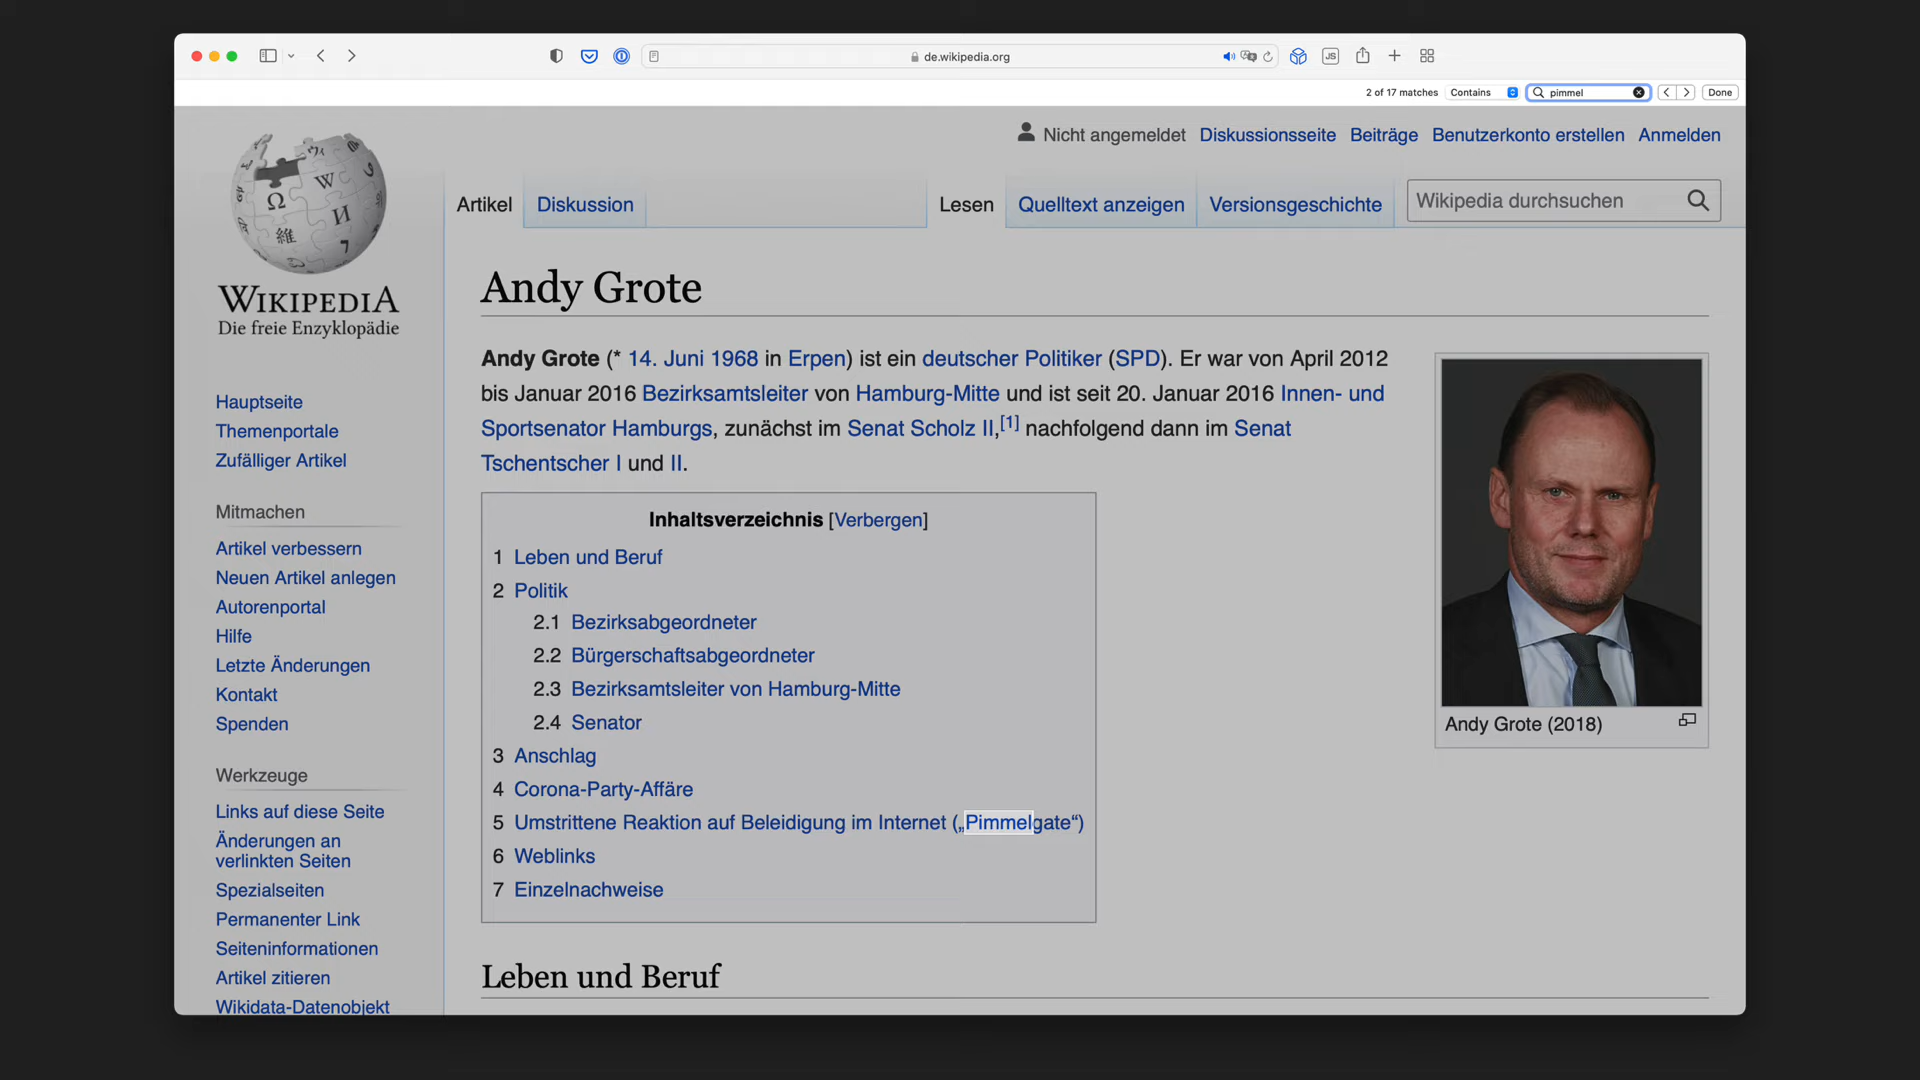 de.wikipedia.org
JS
2 of 17 matches
Contains
pimmel
Done
Nicht angemeldet Diskussionsseite Beiträge Benutzerkonto erstellen Anmelden
Artikel Diskussion Lesen Quelltext anzeigen Versionsgeschichte Wikipedia durchsuchen
Ω W И 維
WIKIPEDIA
Die freie Enzyklopädie
Hauptseite
Themenportale
Zufälliger Artikel
Mitmachen
Artikel verbessern
Neuen Artikel anlegen
Autorenportal
Hilfe
Letzte Änderungen
Kontakt
Spenden
Werkzeuge
Links auf diese Seite
Änderungen an
verlinkten Seiten
Spezialseiten
Permanenter Link
Seiteninformationen
Artikel zitieren
Wikidata-Datenobjekt
Andy Grote
Andy Grote (* 14. Juni 1968 in Erpen) ist ein deutscher Politiker (SPD). Er war von April 2012
bis Januar 2016 Bezirksamtsleiter von Hamburg-Mitte und ist seit 20. Januar 2016 Innen- und
Sportsenator Hamburgs, zunächst im Senat Scholz II,[1] nachfolgend dann im Senat
Tschentscher I und II.
Inhaltsverzeichnis [Verbergen]
1 Leben und Beruf
2 Politik
2.1 Bezirksabgeordneter
2.2 Bürgerschaftsabgeordneter
2.3 Bezirksamtsleiter von Hamburg-Mitte
2.4 Senator
3 Anschlag
4 Corona-Party-Affäre
5 Umstrittene Reaktion auf Beleidigung im Internet („Pimmelgate“)
6 Weblinks
7 Einzelnachweise
Andy Grote (2018)
Leben und Beruf